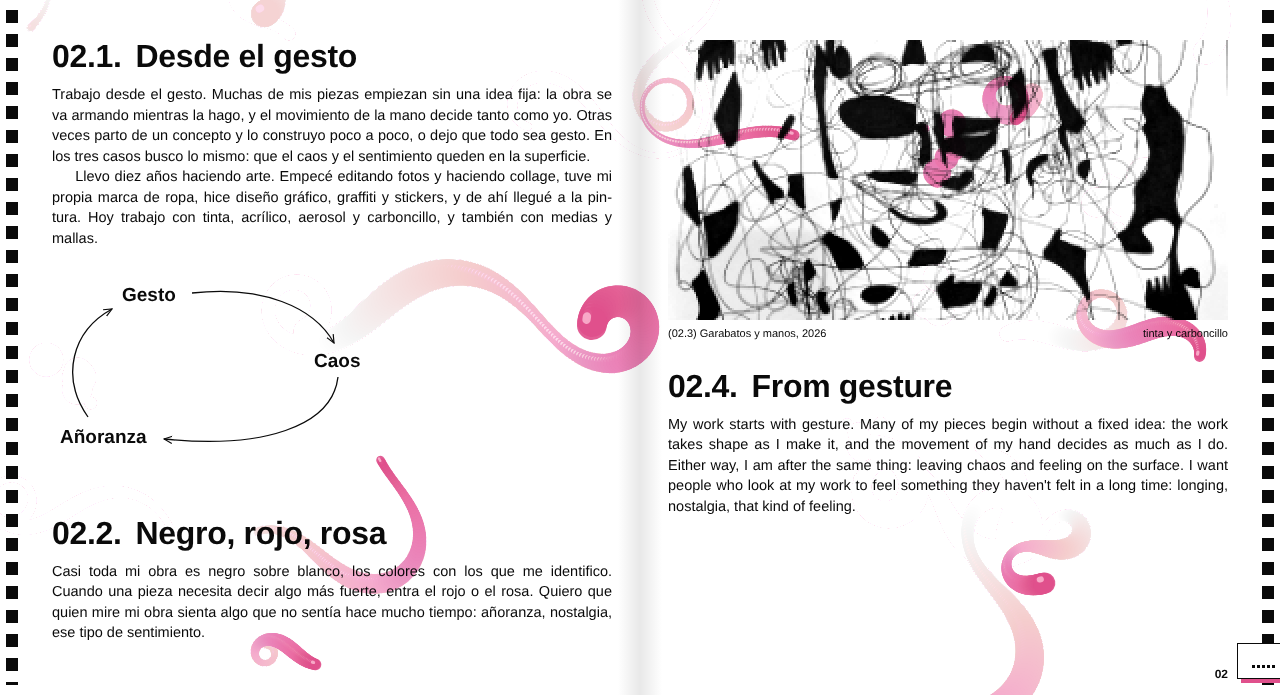 02.1. Desde el gesto
Trabajo desde el gesto. Muchas de mis piezas empiezan sin una idea fija: la obra se
va armando mientras la hago, y el movimiento de la mano decide tanto como yo. Otras
veces parto de un concepto y lo construyo poco a poco, o dejo que todo sea gesto. En
los tres casos busco lo mismo: que el caos y el sentimiento queden en la superficie.
Llevo diez años haciendo arte. Empecé editando fotos y haciendo collage, tuve mi
propia marca de ropa, hice diseño gráfico, graffiti y stickers, y de ahí llegué a la pin-
tura. Hoy trabajo con tinta, acrílico, aerosol y carboncillo, y también con medias y
mallas.
Gesto
Caos
Añoranza
02.2. Negro, rojo, rosa
Casi toda mi obra es negro sobre blanco, los colores con los que me identifico.
Cuando una pieza necesita decir algo más fuerte, entra el rojo o el rosa. Quiero que
quien mire mi obra sienta algo que no sentía hace mucho tiempo: añoranza, nostalgia,
ese tipo de sentimiento.
(02.3) Garabatos y manos, 2026
tinta y carboncillo
02.4. From gesture
My work starts with gesture. Many of my pieces begin without a fixed idea: the work
takes shape as I make it, and the movement of my hand decides as much as I do.
Either way, I am after the same thing: leaving chaos and feeling on the surface. I want
people who look at my work to feel something they haven't felt in a long time: longing,
nostalgia, that kind of feeling.
02